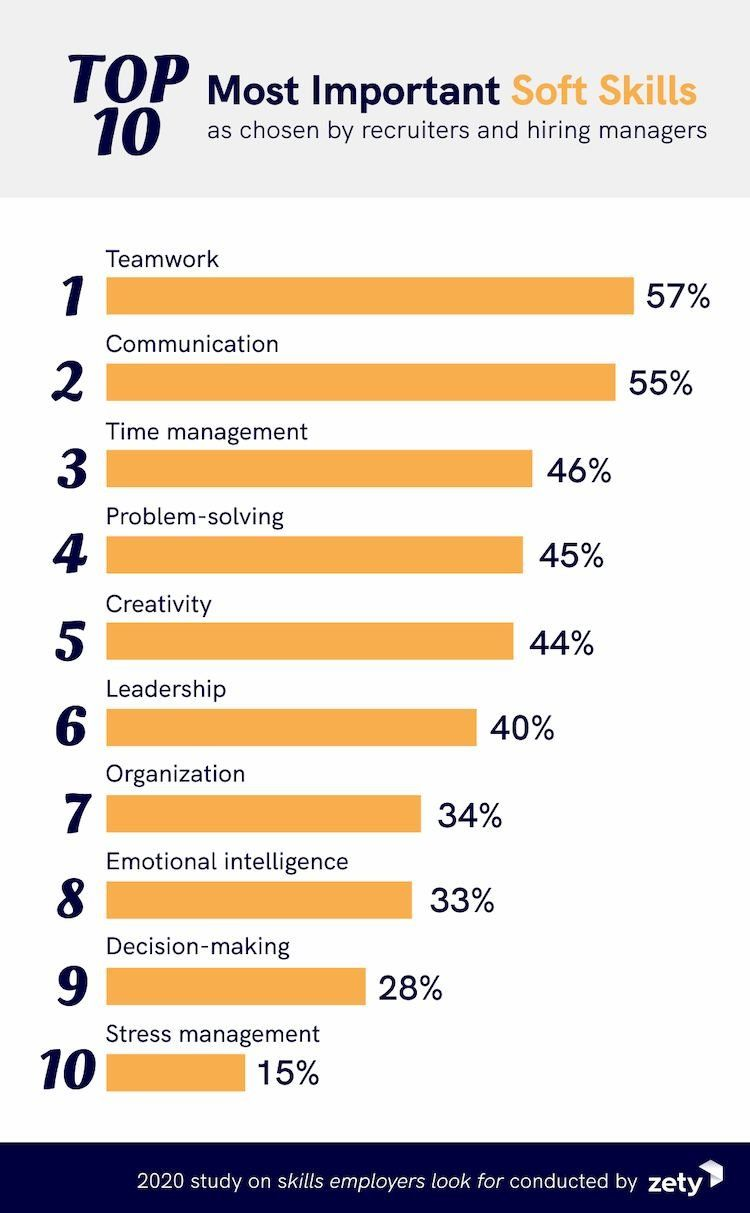 TOP
10
Most Important Soft Skills
as chosen by recruiters and hiring managers
Teamwork
1 57%
Communication
2 55%
Time management
3 46%
Problem-solving
4 45%
Creativity
5 44%
Leadership
6 40%
Organization
7 34%
Emotional intelligence
8 33%
Decision-making
9 28%
Stress management
10 15%
2020 study on skills employers look for conducted by zety